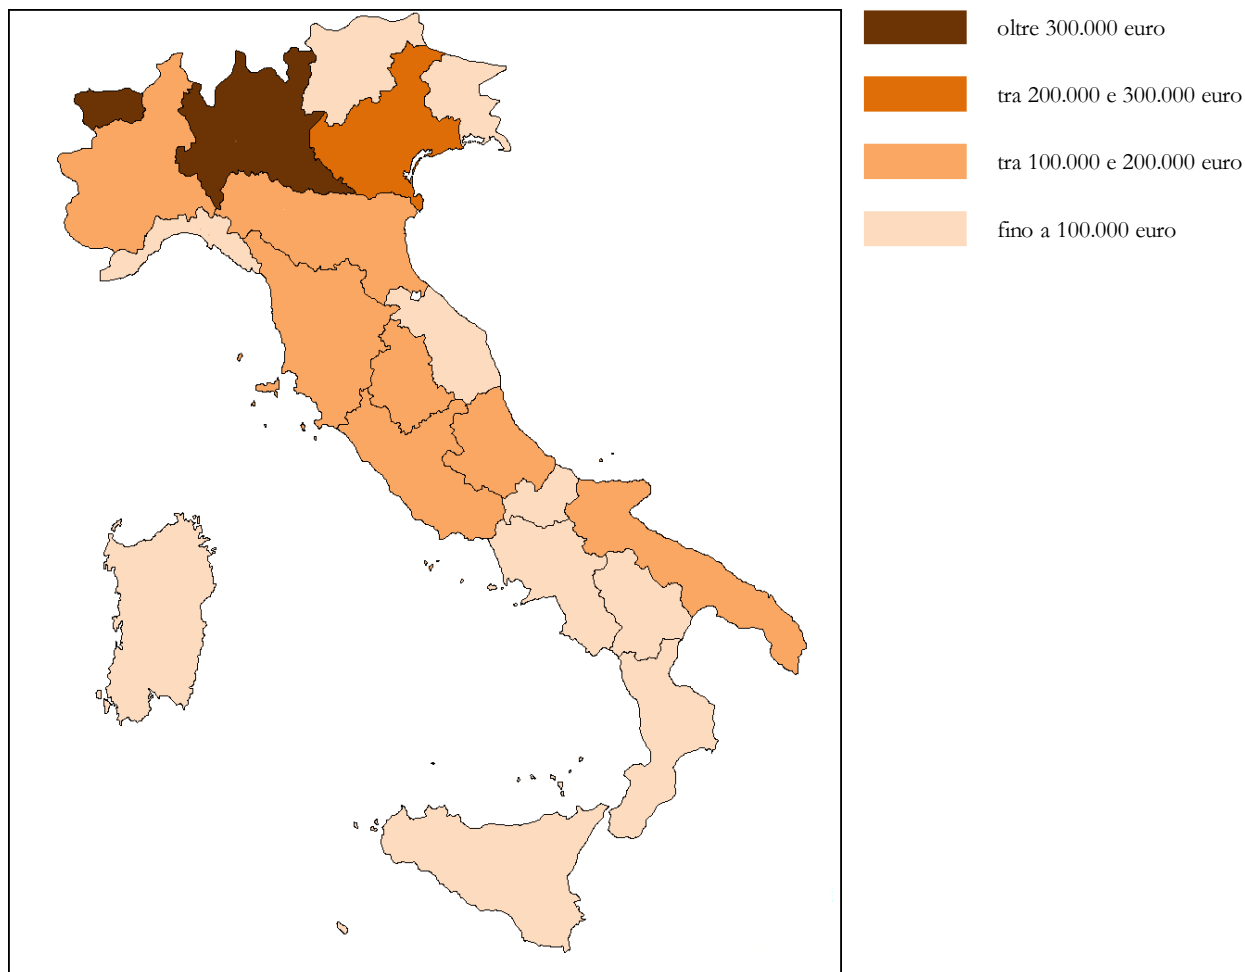 oltre 300.000 euro
tra 200.000 e 300.000 euro
tra 100.000 e 200.000 euro
fino a 100.000 euro